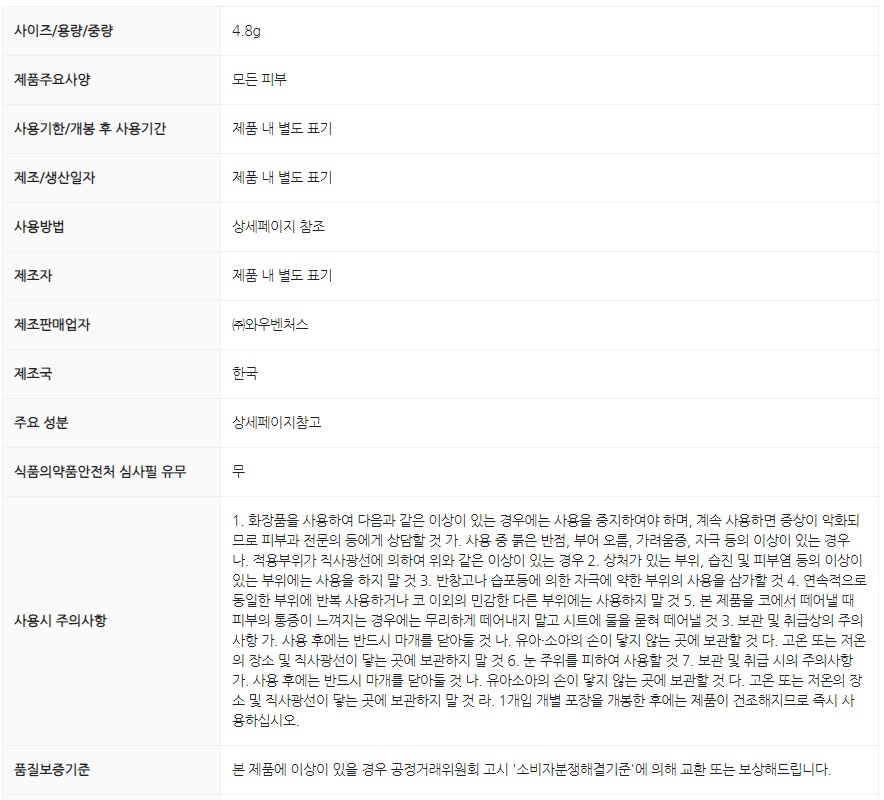 사이즈/용량/중량 4.8g
제품주요사양 모든 피부
사용기한/개봉 후 사용기간 제품 내 별도 표기
제조/생산일자 제품 내 별도 표기
사용방법 상세페이지 참조
제조자 제품 내 별도 표기
제조판매업자 ㈜와우벤처스
제조국 한국
주요 성분 상세페이지참고
식품의약품안전처 심사필 유무 무
사용시 주의사항
1. 화장품을 사용하여 다음과 같은 이상이 있는 경우에는 사용을 중지하여야 하며, 계속 사용하면 증상이 악화되
므로 피부과 전문의 등에게 상담할 것 가. 사용 중 붉은 반점, 부어 오름, 가려움증, 자극 등의 이상이 있는 경우
나. 적용부위가 직사광선에 의하여 위와 같은 이상이 있는 경우 2. 상처가 있는 부위, 습진 및 피부염 등의 이상이
있는 부위에는 사용을 하지 말 것 3. 반창고나 습포등에 의한 자극에 약한 부위의 사용을 삼가할 것 4. 연속적으로
동일한 부위에 반복 사용하거나 코 이외의 민감한 다른 부위에는 사용하지 말 것 5. 본 제품을 코에서 떼어낼 때
피부의 통증이 느껴지는 경우에는 무리하게 떼어내지 말고 시트에 물을 묻혀 떼어낼 것 3. 보관 및 취급상의 주의
사항 가. 사용 후에는 반드시 마개를 닫아둘 것 나. 유아·소아의 손이 닿지 않는 곳에 보관할 것 다. 고온 또는 저온
의 장소 및 직사광선이 닿는 곳에 보관하지 말 것 6. 눈 주위를 피하여 사용할 것 7. 보관 및 취급 시의 주의사항
가. 사용 후에는 반드시 마개를 닫아둘 것 나. 유아소아의 손이 닿지 않는 곳에 보관할 것 다. 고온 또는 저온의 장
소 및 직사광선이 닿는 곳에 보관하지 말 것 라. 1개입 개별 포장을 개봉한 후에는 제품이 건조해지므로 즉시 사
용하십시오.
품질보증기준 본 제품에 이상이 있을 경우 공정거래위원회 고시 '소비자분쟁해결기준'에 의해 교환 또는 보상해드립니다.